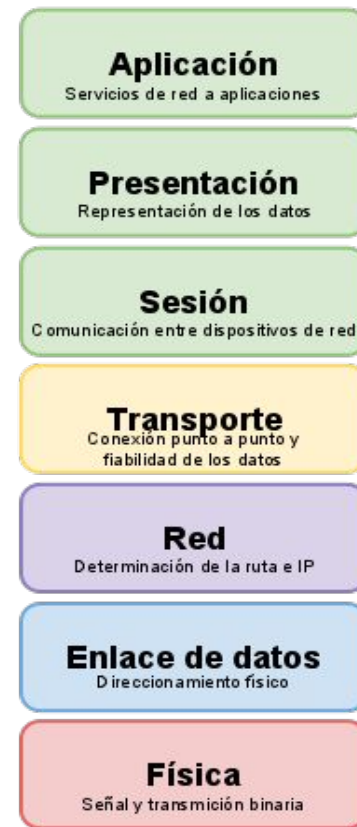 Aplicación
Servicios de red a aplicaciones
Presentación
Representación de los datos
Sesión
Comunicación entre dispositivos de red
Transporte
Conexión punto a punto y
fiabilidad de los datos
Red
Determinación de la ruta e IP
Enlace de datos
Direccionamiento físico
Física
Señal y transmición binaria